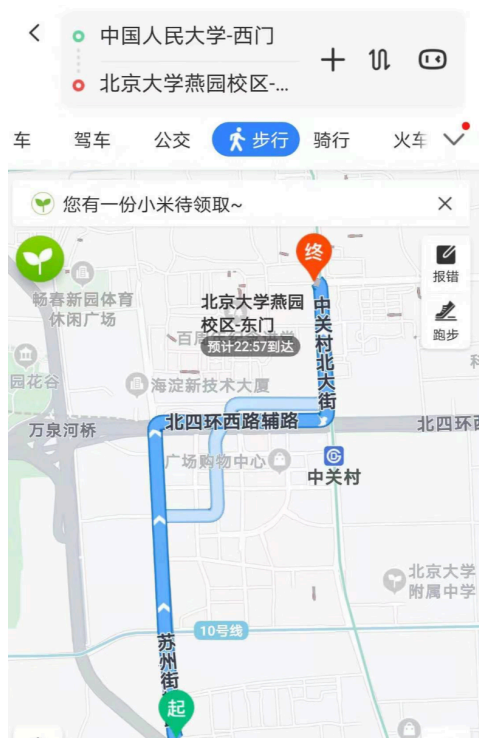 中国人民大学-西门
北京大学燕园校区-...
车 驾车 公交 步行 骑行 火车
您有一份小米待领取~
报错
跑步
终
北京大学燕园
校区-东门
预计22:57到达
中关村北大街
畅春新园体育
休闲广场
百周
园花谷
海淀新技术大厦
北四环西路辅路
北四环西
万泉河桥
广场购物中心
中关村
北京大学
附属中学
10号线
苏州街
起